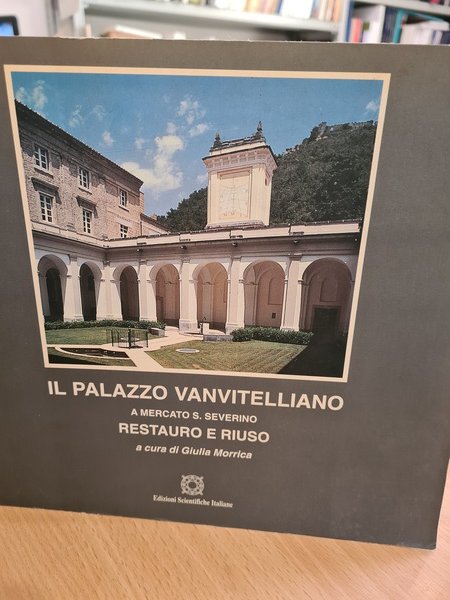 IL PALAZZO VANVITELLIANO
A MERCATO S. SEVERINO
RESTAURO E RIUSO
a cura di Giulia Morrica
Edizioni Scientifiche Italiane